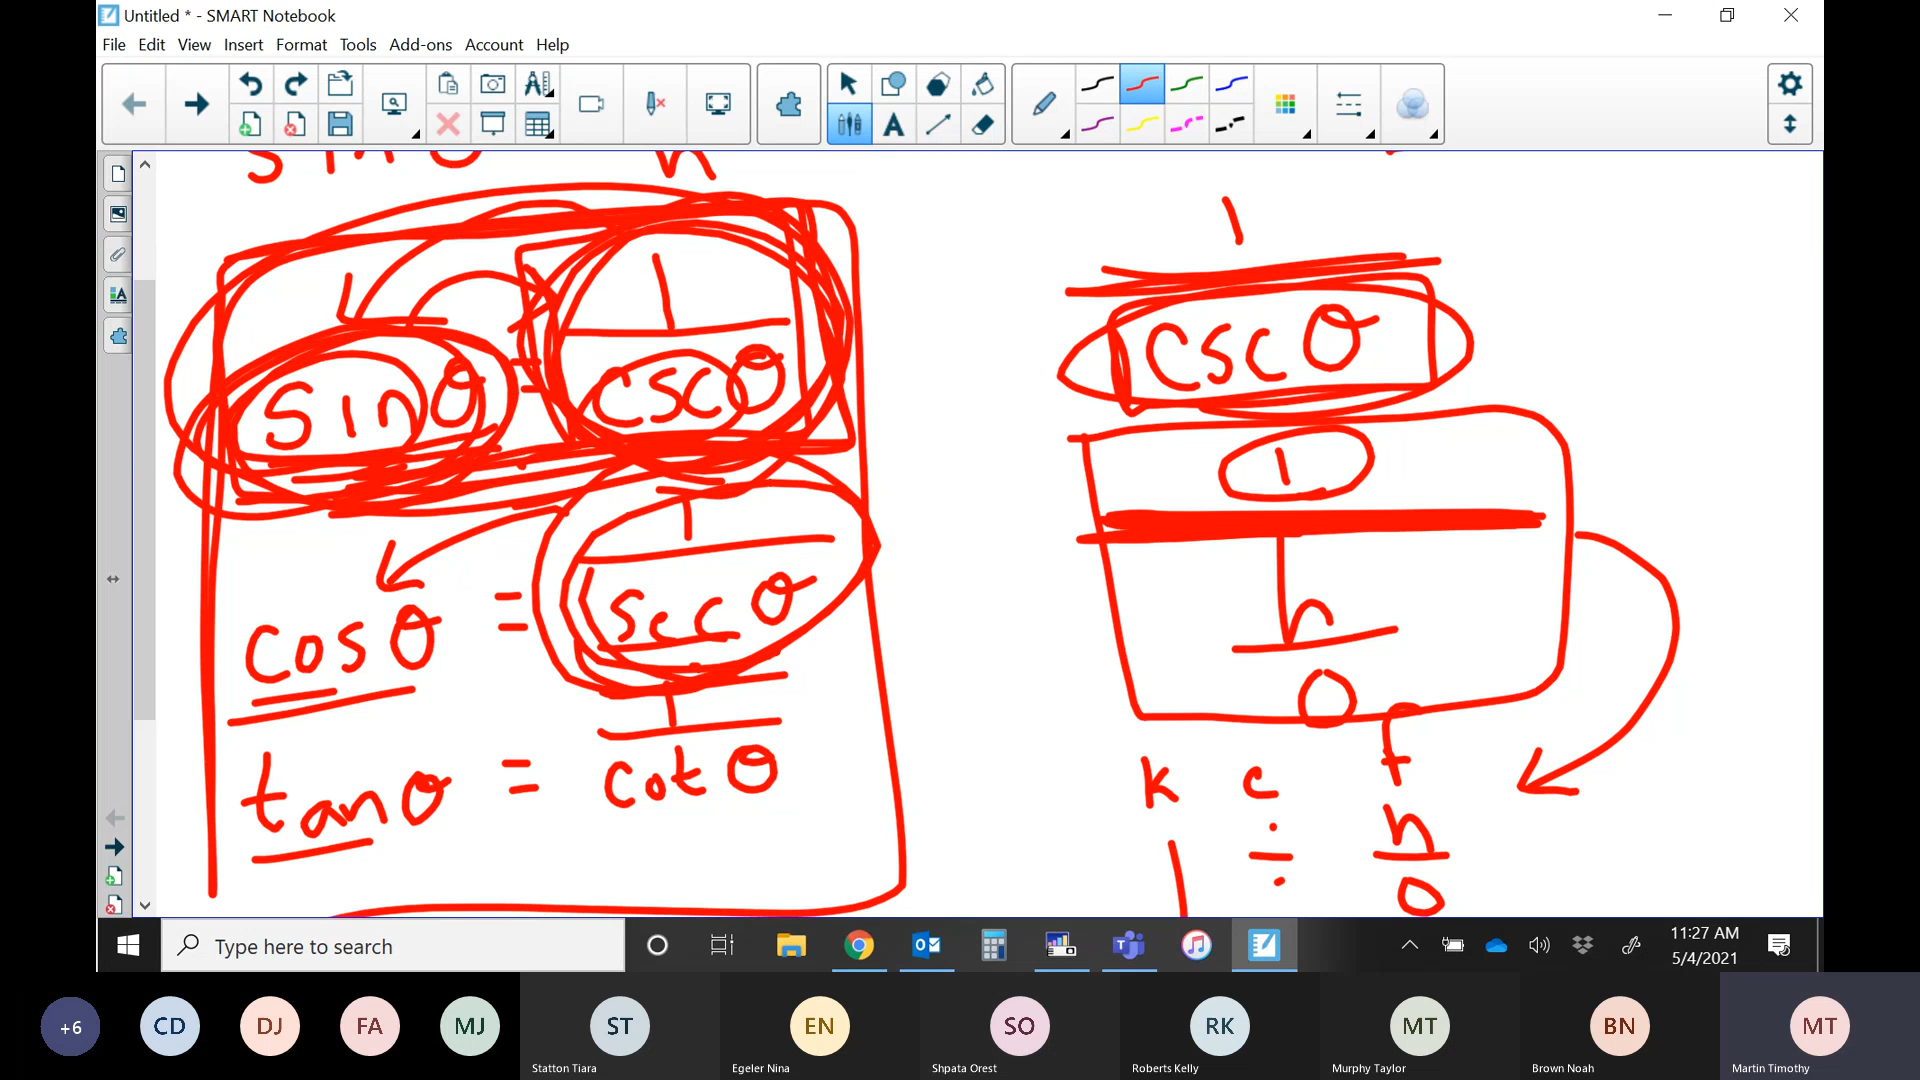 Untitled * - SMART Notebook
File Edit View Insert Format Tools Add-ons Account Help
sin θ h
1
sinθ = cscθ
1
cosθ = secθ
1
tanθ = cotθ
1
cscθ
1
h
o
k c f
1 ÷ h
o
Type here to search
11:27 AM
5/4/2021
+6 CD DJ FA MJ ST EN SO RK MT BN MT
Statton Tiara Egeler Nina Shpata Orest Roberts Kelly Murphy Taylor Brown Noah Martin Timothy